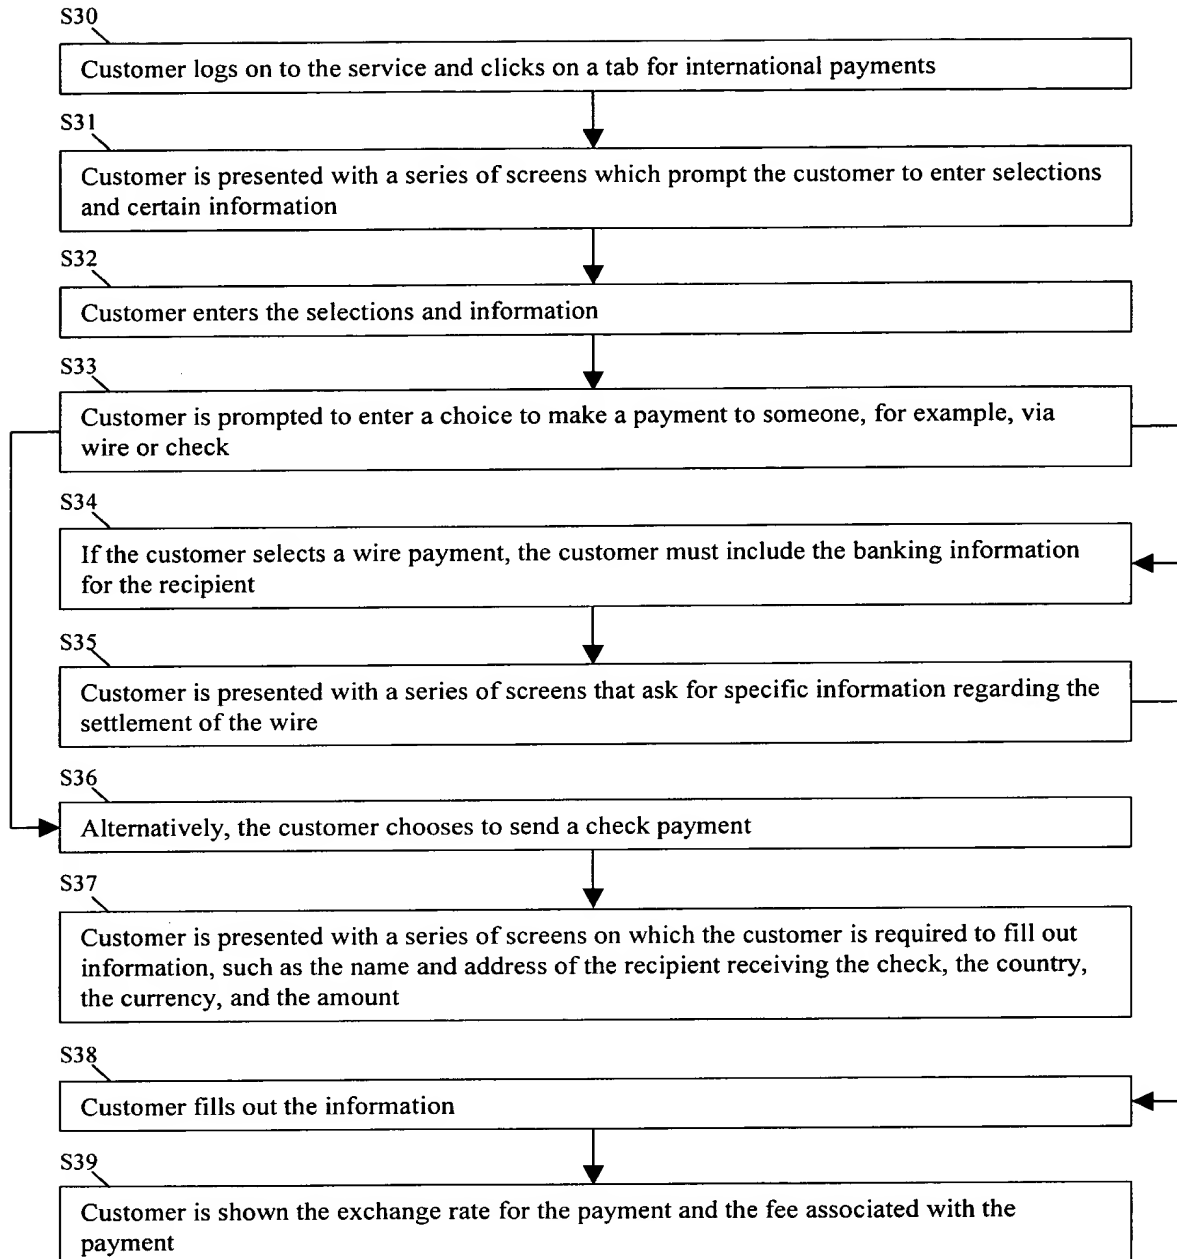 S30
Customer logs on to the service and clicks on a tab for international payments
S31
Customer is presented with a series of screens which prompt the customer to enter selections
and certain information
S32
Customer enters the selections and information
S33
Customer is prompted to enter a choice to make a payment to someone, for example, via
wire or check
S34
If the customer selects a wire payment, the customer must include the banking information
for the recipient
S35
Customer is presented with a series of screens that ask for specific information regarding the
settlement of the wire
S36
Alternatively, the customer chooses to send a check payment
S37
Customer is presented with a series of screens on which the customer is required to fill out
information, such as the name and address of the recipient receiving the check, the country,
the currency, and the amount
S38
Customer fills out the information
S39
Customer is shown the exchange rate for the payment and the fee associated with the
payment